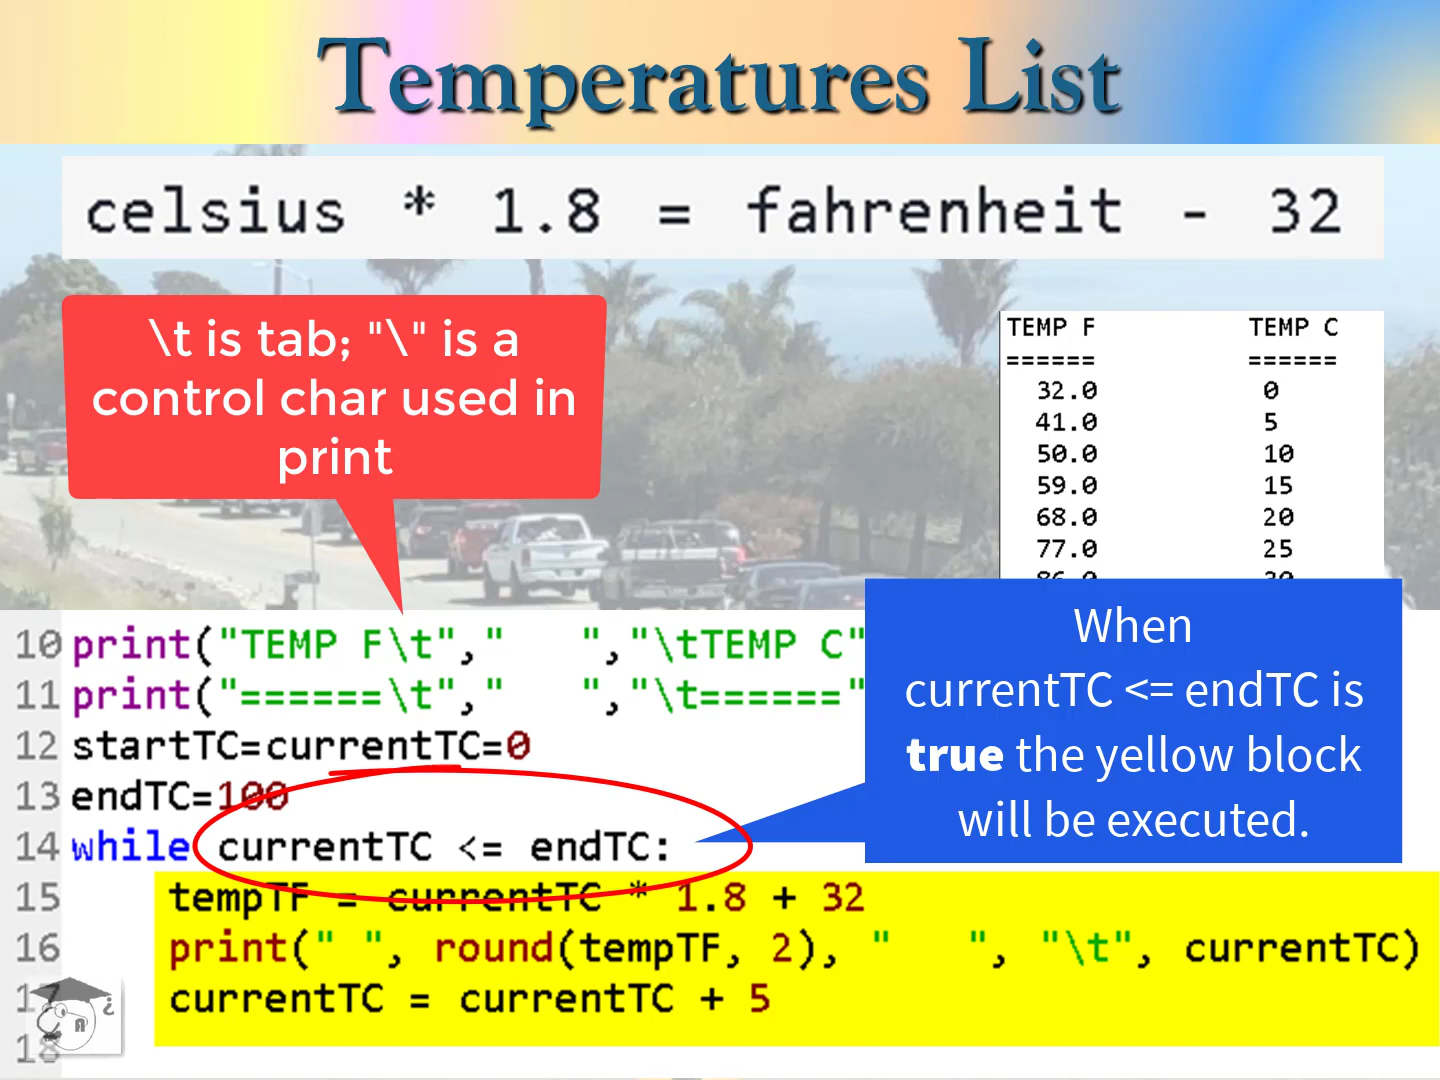 Temperatures List
celsius * 1.8 = fahrenheit - 32
\t is tab; "\" is a
control char used in
print
TEMP F TEMP C
====== ======
32.0 0
41.0 5
50.0 10
59.0 15
68.0 20
77.0 25
10 print("TEMP F\t","   ","\tTEMP C"
11 print("======\t","   ","\t======"
12 startTC=currentTC=0
13 endTC=100
14 while currentTC <= endTC:
15 tempTF = currentTC * 1.8 + 32
16 print(" ", round(tempTF, 2), "   ", "\t", currentTC)
17 currentTC = currentTC + 5
18
When
currentTC <= endTC is
true the yellow block
will be executed.